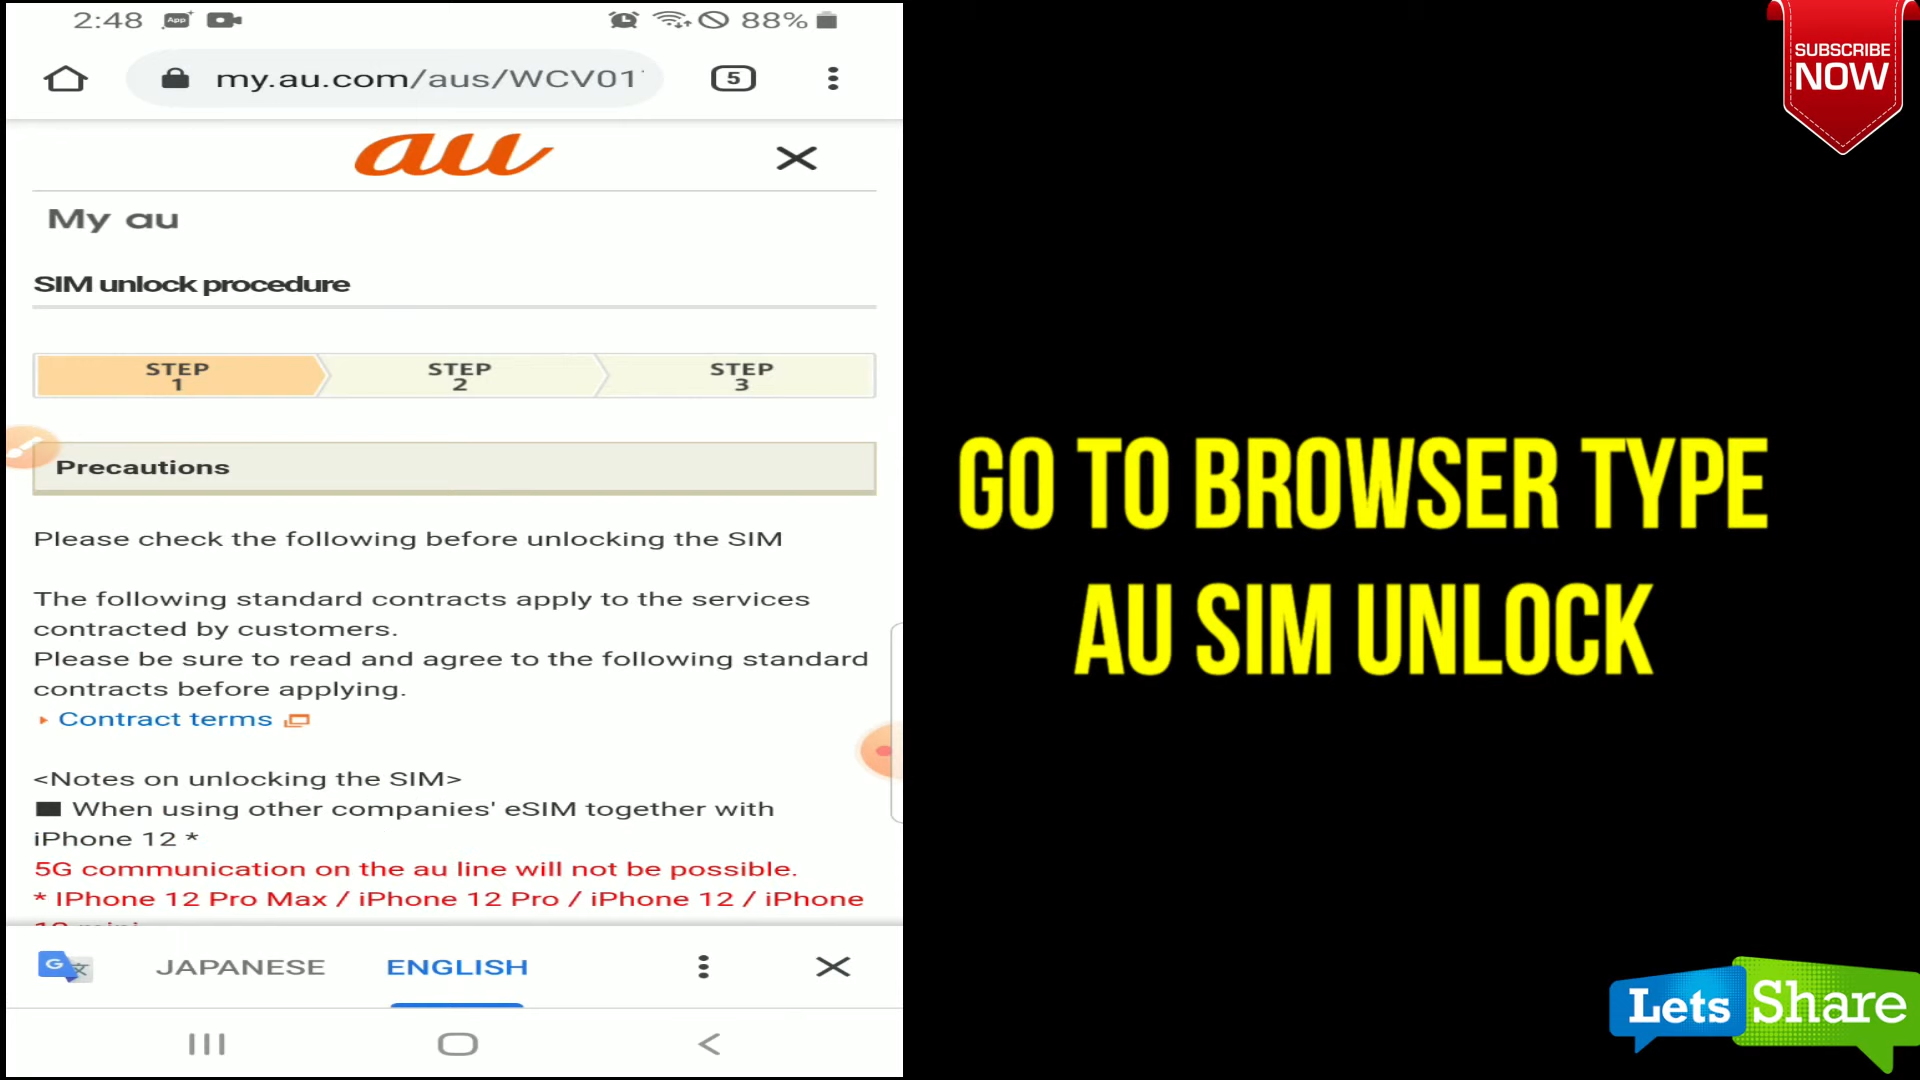 2:48
App
88%
my.au.com/aus/WCV01
5
au
My au
SIM unlock procedure
STEP
1
STEP
2
STEP
3
Precautions
Please check the following before unlocking the SIM
The following standard contracts apply to the services
contracted by customers.
Please be sure to read and agree to the following standard
contracts before applying.
Contract terms
<Notes on unlocking the SIM>
■ When using other companies' eSIM together with
iPhone 12 *
5G communication on the au line will not be possible.
* IPhone 12 Pro Max / iPhone 12 Pro / iPhone 12 / iPhone
G 文
JAPANESE
ENGLISH
SUBSCRIBE
NOW
GO TO BROWSER TYPE
AU SIM UNLOCK
Lets Share